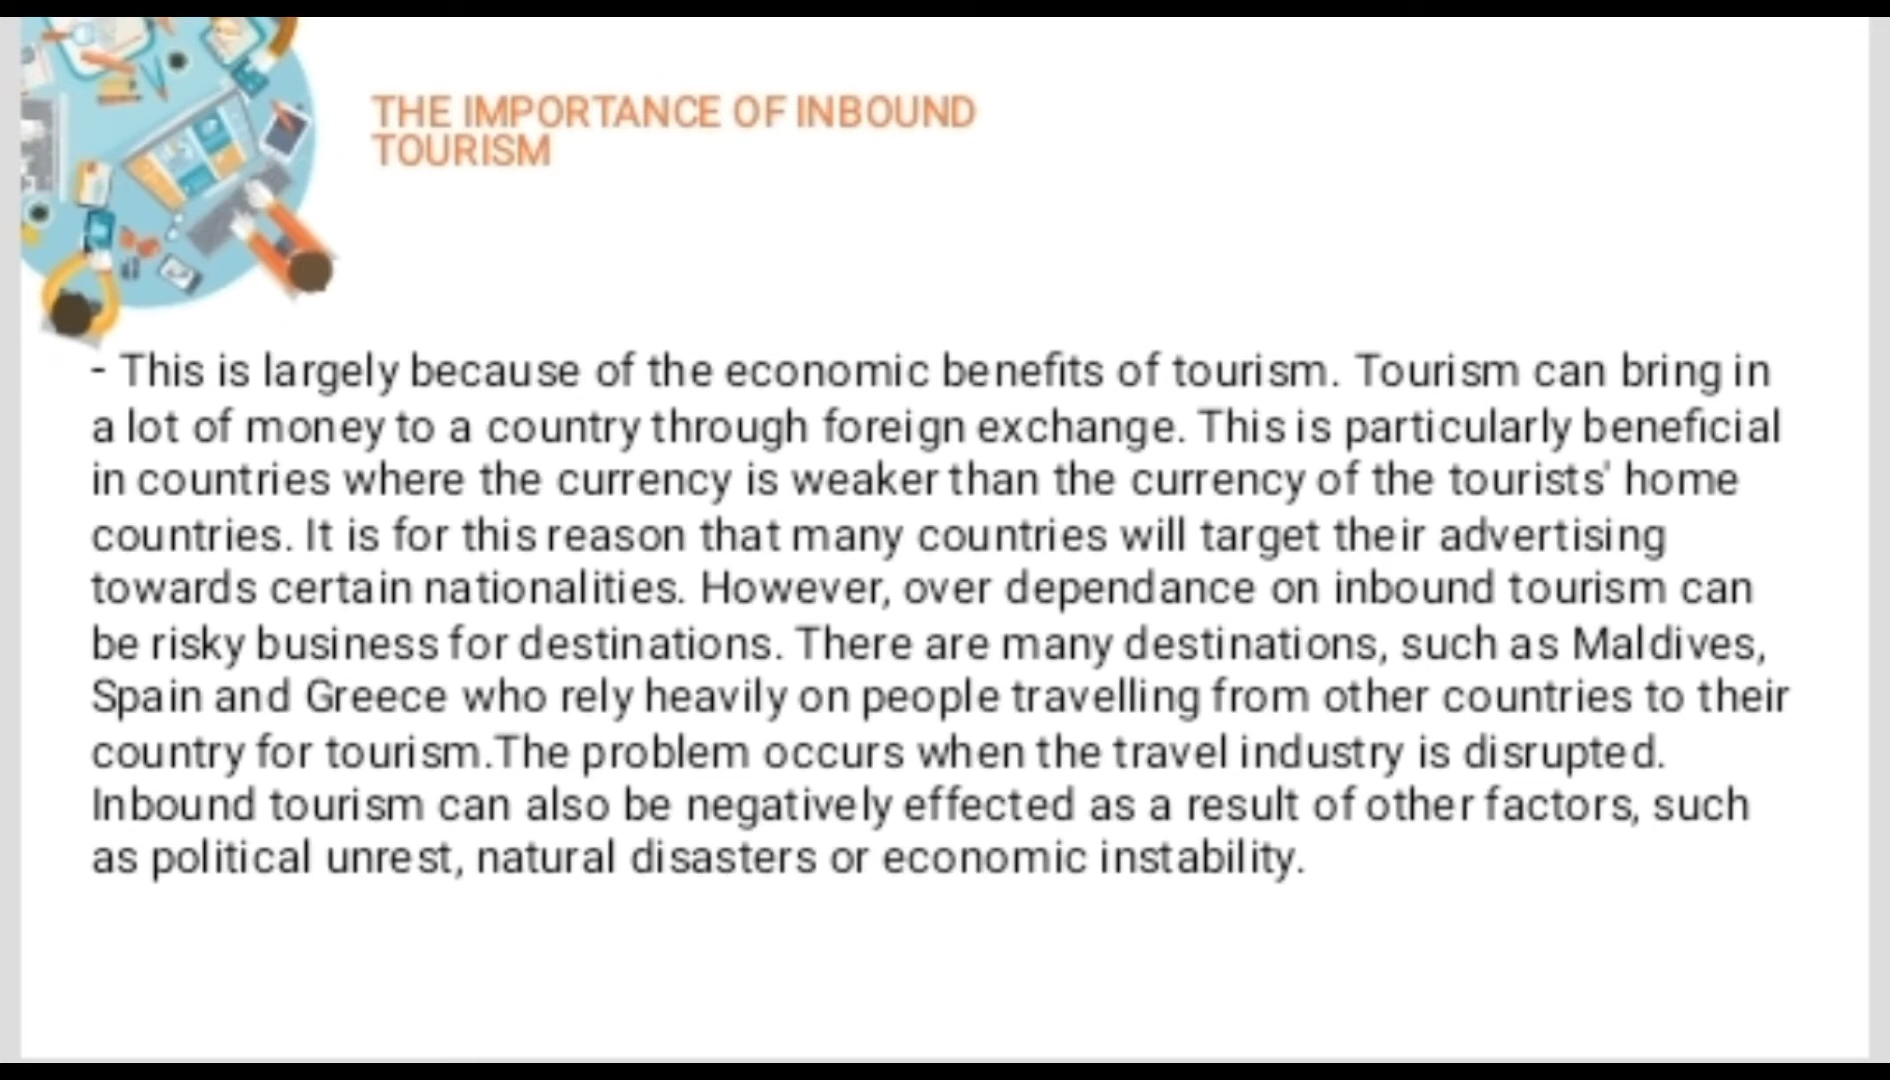 THE IMPORTANCE OF INBOUND
TOURISM
- This is largely because of the economic benefits of tourism. Tourism can bring in
a lot of money to a country through foreign exchange. This is particularly beneficial
in countries where the currency is weaker than the currency of the tourists' home
countries. It is for this reason that many countries will target their advertising
towards certain nationalities. However, over dependance on inbound tourism can
be risky business for destinations. There are many destinations, such as Maldives,
Spain and Greece who rely heavily on people travelling from other countries to their
country for tourism.The problem occurs when the travel industry is disrupted.
Inbound tourism can also be negatively effected as a result of other factors, such
as political unrest, natural disasters or economic instability.